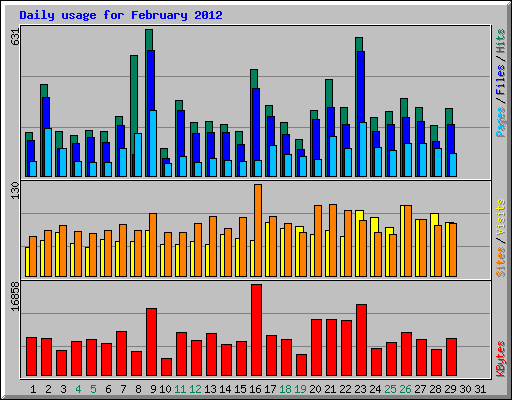 Daily usage for February 2012
631
Pages / Files / Hits
130
Sites / Visits
16858
KBytes
1 2 3 4 5 6 7 8 9 10 11 12 13 14 15 16 17 18 19 20 21 22 23 24 25 26 27 28 29 30 31